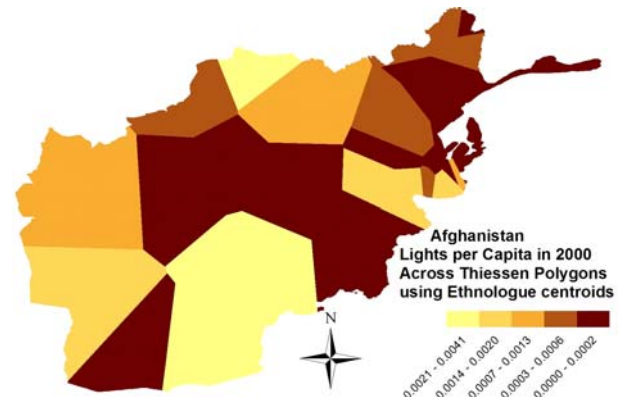 Afghanistan
Lights per Capita in 2000
Across Thiessen Polygons
using Ethnologue centroids
N
0.0021 - 0.0041
0.0014 - 0.0020
0.0007 - 0.0013
0.0003 - 0.0006
0.0000 - 0.0002